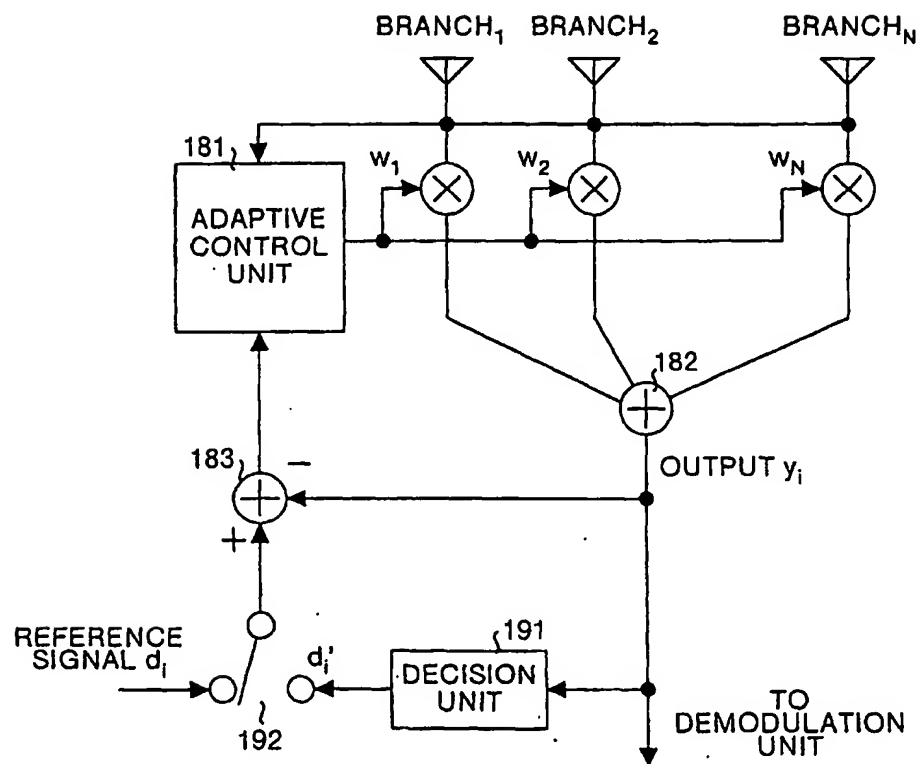 BRANCH1 BRANCH2 BRANCHN
181 w1 w2 wN
ADAPTIVE
CONTROL
UNIT
182
183 −
OUTPUT yi
+
191
REFERENCE
SIGNAL di
di'
DECISION
UNIT
192
TO
DEMODULATION
UNIT